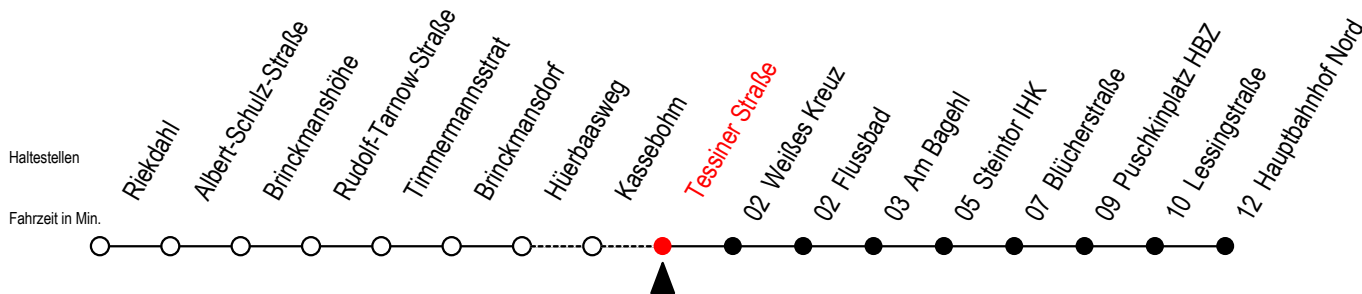 Haltestellen
Fahrzeit in Min.
Riekdahl
Albert-Schulz-Straße
Brinckmanshöhe
Rudolf-Tarnow-Straße
Timmermannsstrat
Brinckmansdorf
Hüerbaasweg
Kassebohm
Tessiner Straße
02 Weißes Kreuz
02 Flussbad
03 Am Bagehl
05 Steintor IHK
07 Blücherstraße
09 Puschkinplatz HBZ
10 Lessingstraße
12 Hauptbahnhof Nord